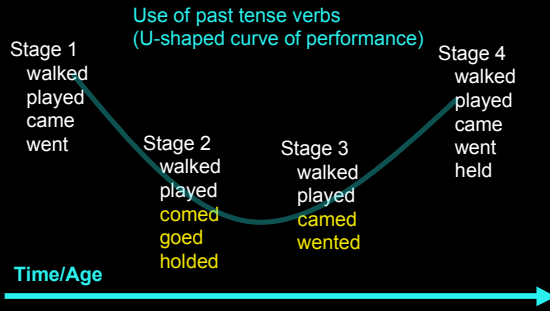 Use of past tense verbs
(U-shaped curve of performance)
Stage 1
walked
played
came
went
Stage 2
walked
played
comed
goed
holded
Stage 3
walked
played
camed
wented
Stage 4
walked
played
came
went
held
Time/Age